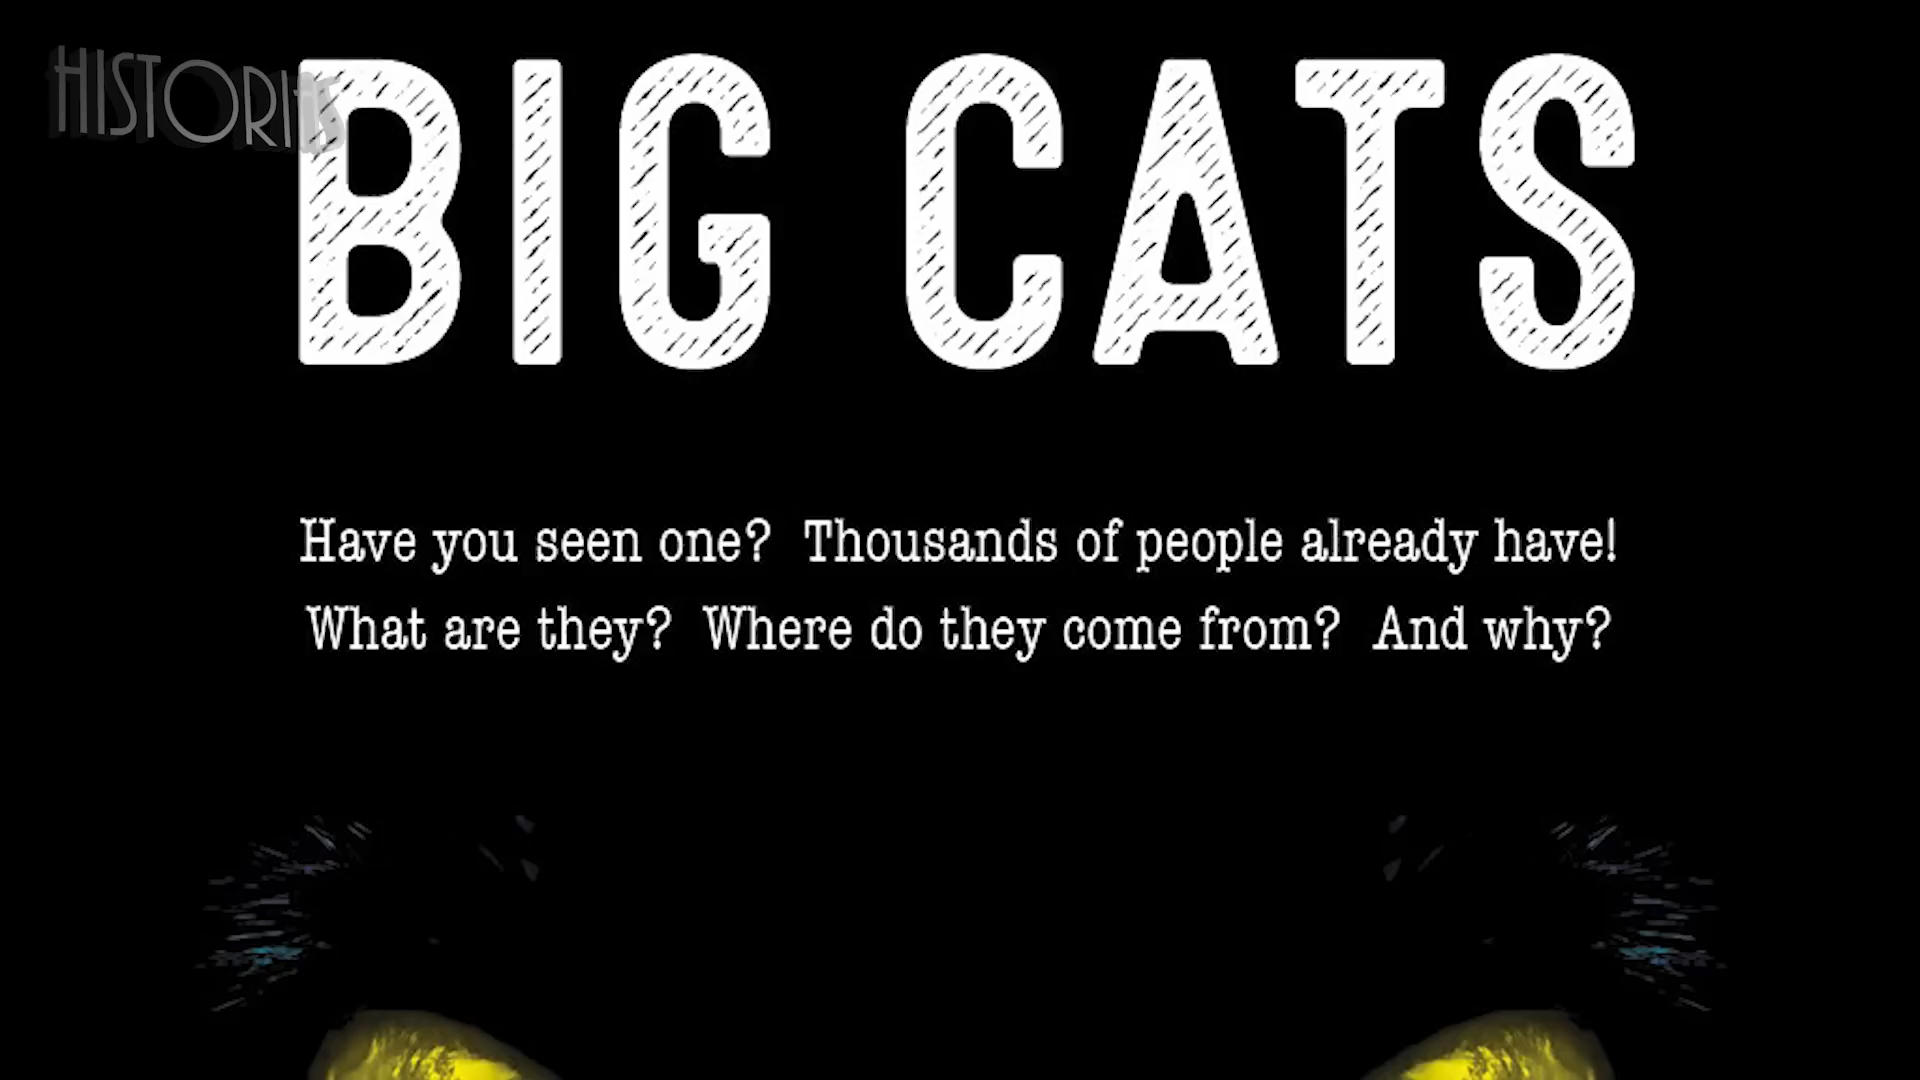 HISTORIAS
BIG CATS
Have you seen one? Thousands of people already have!
What are they? Where do they come from? And why?